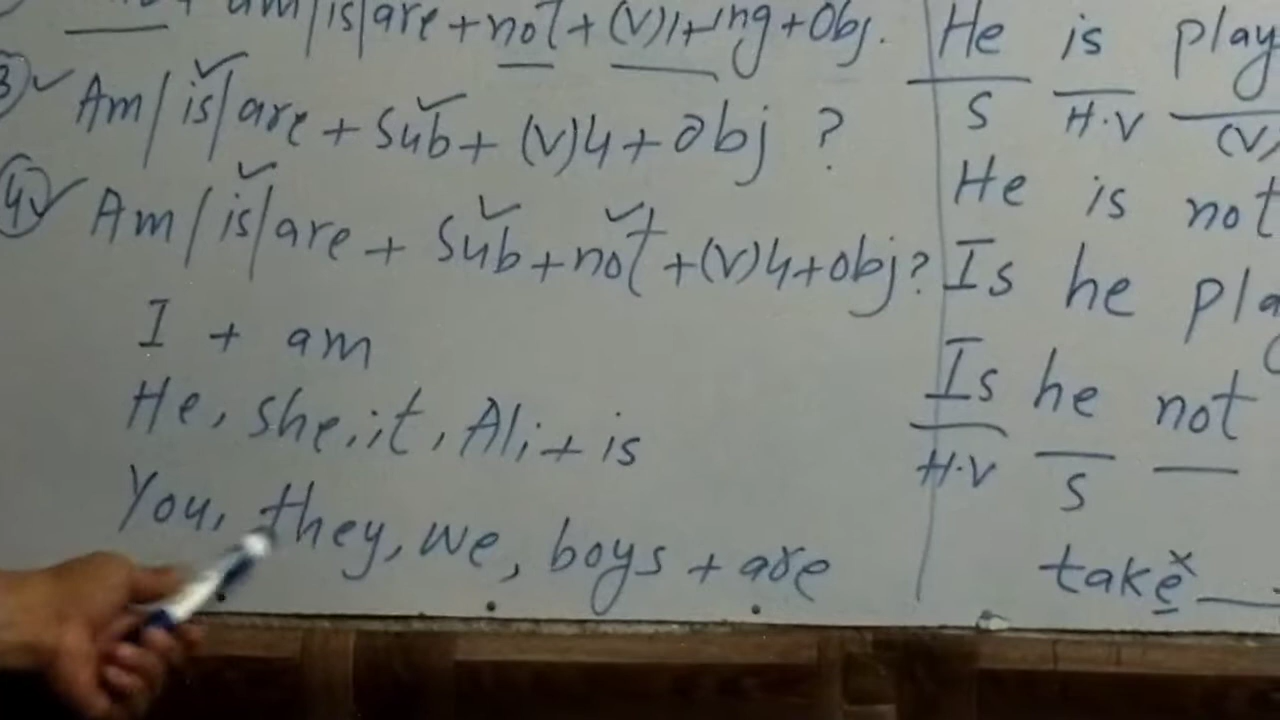 am/is/are + not + (v)1+ing + obj.
3 Am/is/are + Sub + (v)4 + Obj ?
4 Am/is/are + Sub + not + (v)4 + obj?
I + am
He, she, it, Ali + is
You, they, we, boys + are
He is play
S H.V (v)
He is not
Is he pla
Is he not
H.V S
take